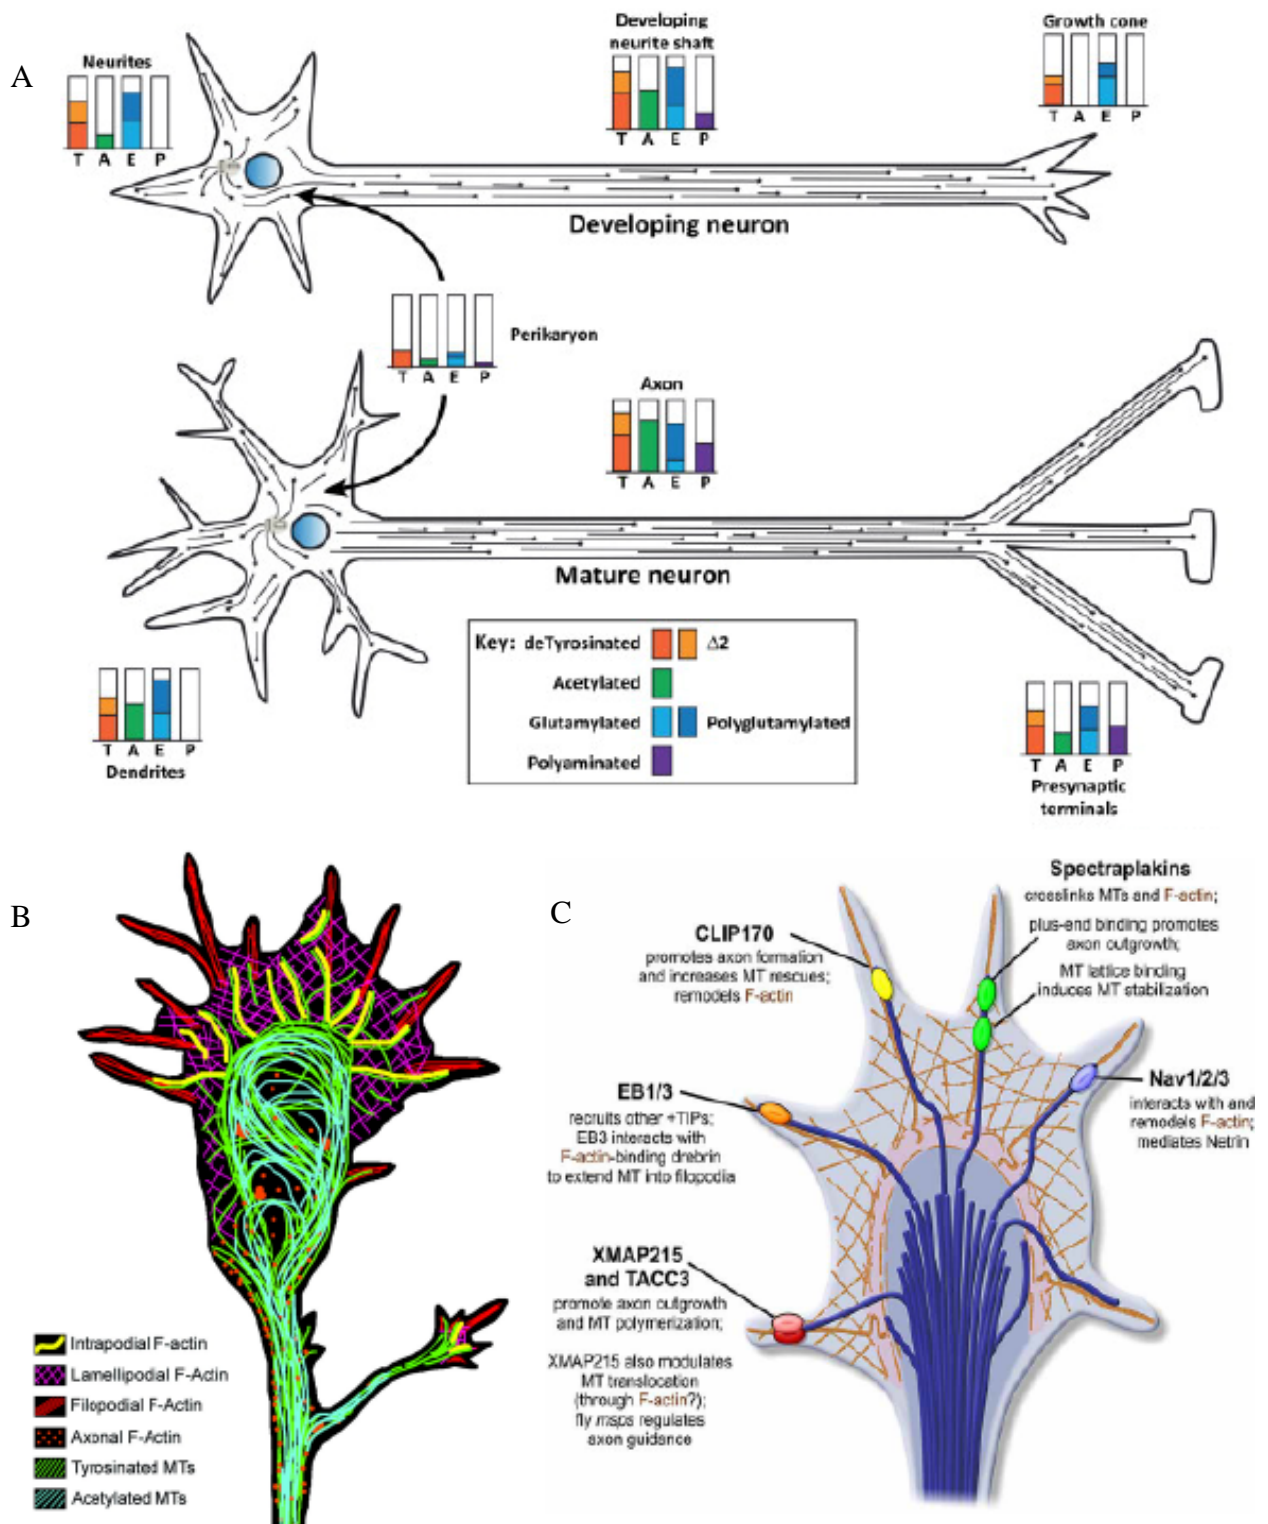 A
Neurites
T A E P
Developing
neurite shaft
T A E P
Growth cone
T A E P
Developing neuron
Perikaryon
T A E P
Axon
T A E P
Mature neuron
Key: deTyrosinated Δ2
Acetylated
Glutamylated Polyglutamylated
Polyaminated
T A E P
Dendrites
T A E P
Presynaptic
terminals
B
Intrapodial F-actin
Lamellipodial F-Actin
Filopodial F-Actin
Axonal F-Actin
Tyrosinated MTs
Acetylated MTs
C
Spectraplakins
crosslinks MTs and F-actin;
plus-end binding promotes
axon outgrowth;
MT lattice binding
induces MT stabilization
CLIP170
promotes axon formation
and increases MT rescues;
remodels F-actin
Nav1/2/3
interacts with and
remodels F-actin;
mediates Netrin
EB1/3
recruits other +TIPs;
EB3 interacts with
F-actin-binding drebrin
to extend MT into filopodia
XMAP215
and TACC3
promote axon outgrowth
and MT polymerization;
XMAP215 also modulates
MT translocation
(through F-actin?);
fly msps regulates
axon guidance